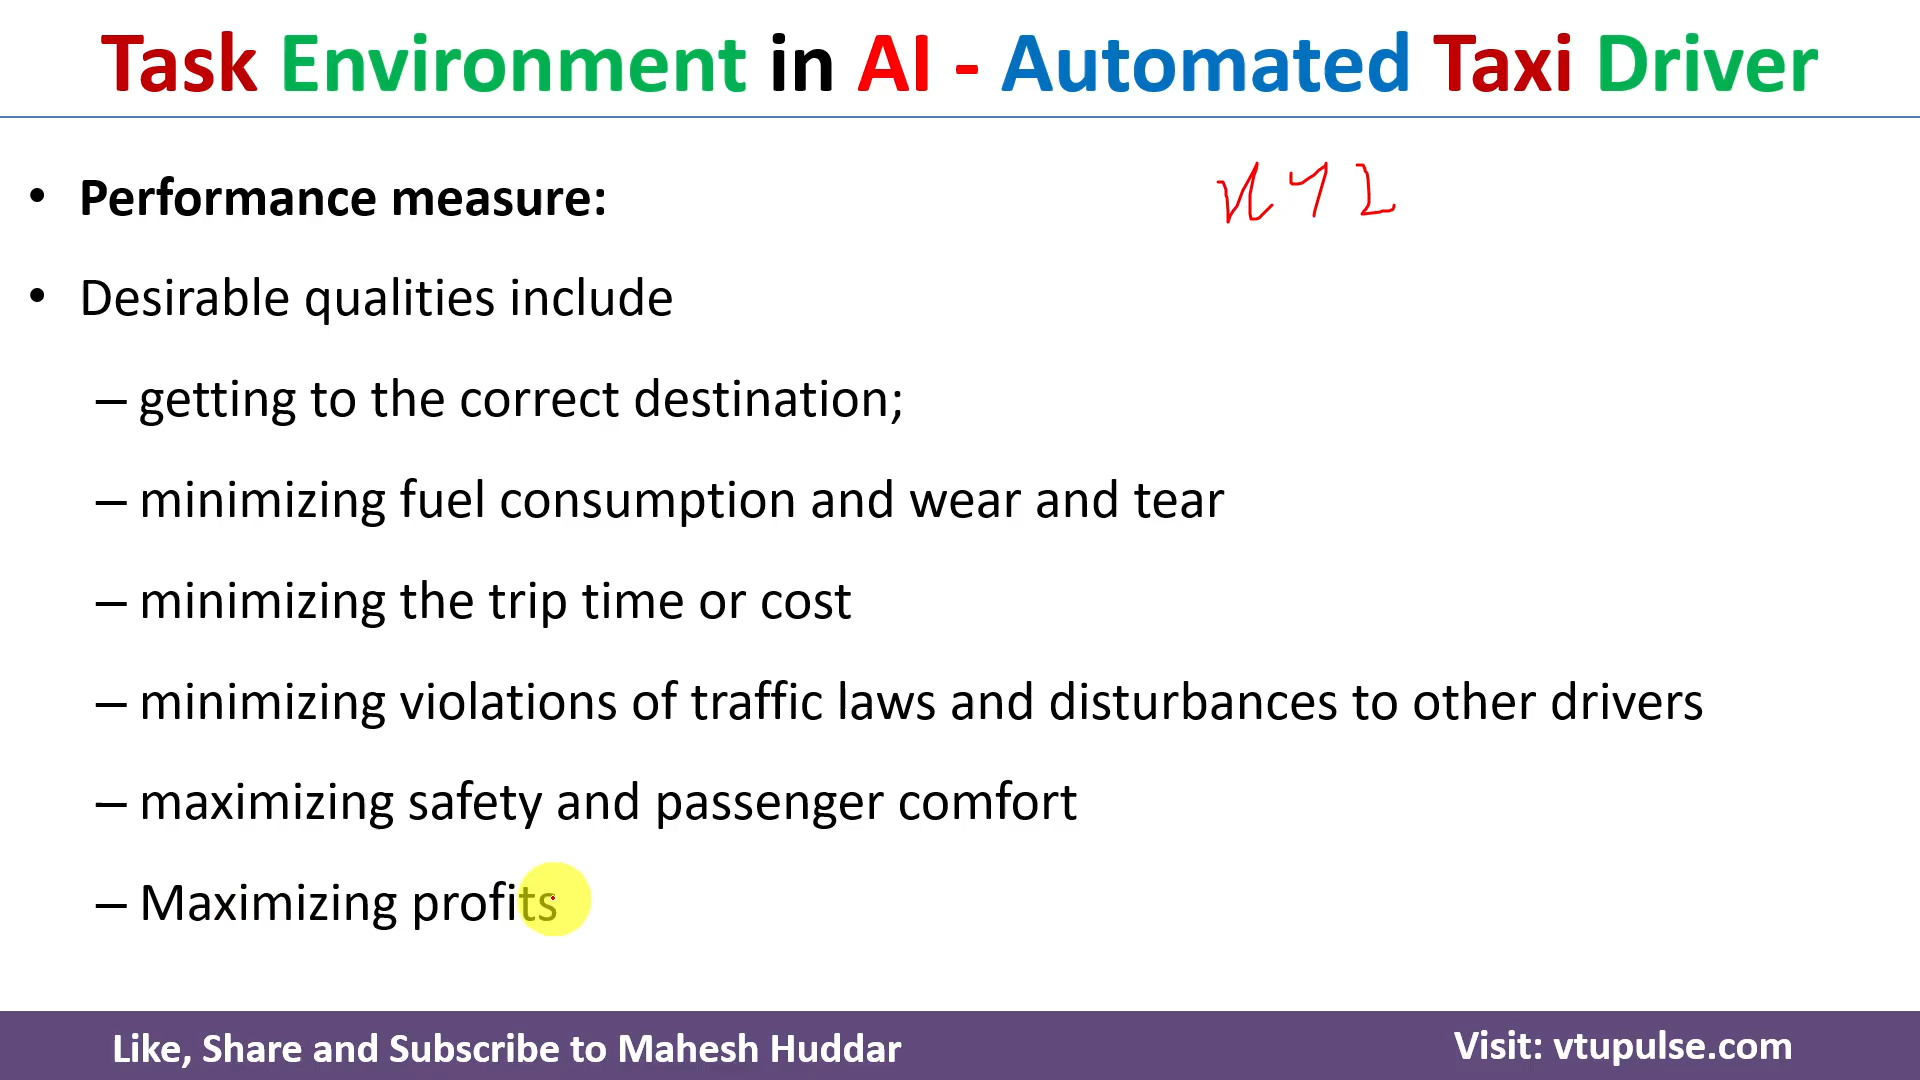 Task Environment in AI - Automated Taxi Driver
• Performance measure:
• Desirable qualities include
– getting to the correct destination;
– minimizing fuel consumption and wear and tear
– minimizing the trip time or cost
– minimizing violations of traffic laws and disturbances to other drivers
– maximizing safety and passenger comfort
– Maximizing profits
Like, Share and Subscribe to Mahesh Huddar
Visit: vtupulse.com